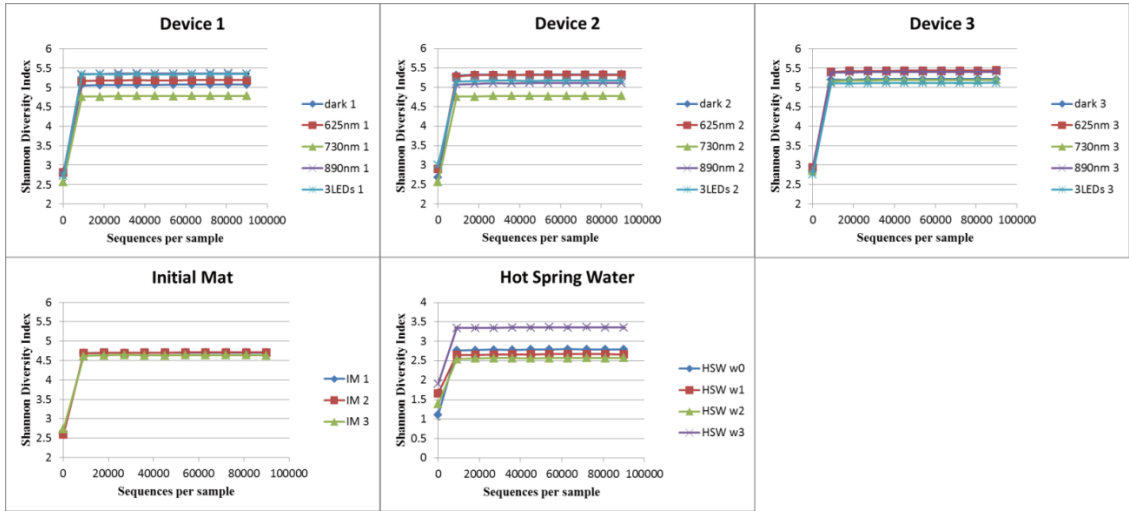 Device 1
Shannon Diversity Index
6
5.5
5
4.5
4
3.5
3
2.5
2
0 20000 40000 60000 80000 100000
Sequences per sample
dark 1
625nm 1
730nm 1
890nm 1
3LEDs 1
Device 2
Shannon Diversity Index
6
5.5
5
4.5
4
3.5
3
2.5
2
0 20000 40000 60000 80000 100000
Sequences per sample
dark 2
625nm 2
730nm 2
890nm 2
3LEDs 2
Device 3
Shannon Diversity Index
6
5.5
5
4.5
4
3.5
3
2.5
2
0 20000 40000 60000 80000 100000
Sequences per sample
dark 3
625nm 3
730nm 3
890nm 3
3LEDs 3
Initial Mat
Shannon Diversity Index
6
5.5
5
4.5
4
3.5
3
2.5
2
0 20000 40000 60000 80000 100000
Sequences per sample
IM 1
IM 2
IM 3
Hot Spring Water
Shannon Diversity Index
4
3.5
3
2.5
2
1.5
1
0.5
0
0 20000 40000 60000 80000 100000
Sequences per sample
HSW w0
HSW w1
HSW w2
HSW w3